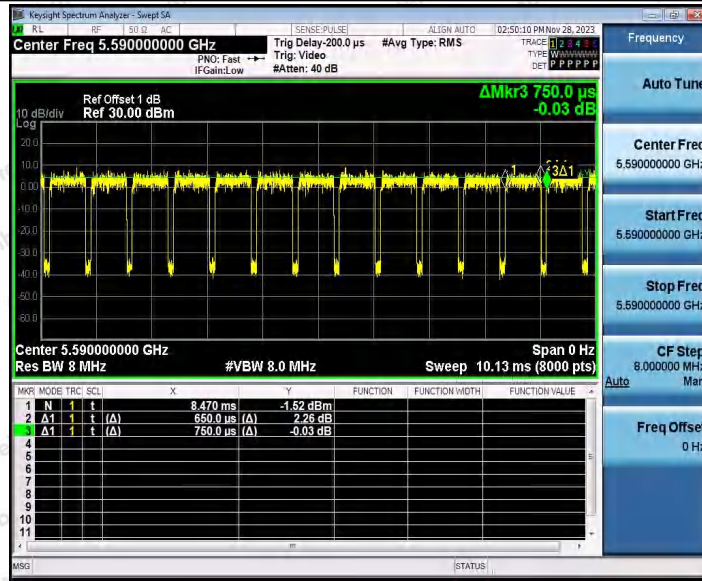 Keysight Spectrum Analyzer - Swept SA
RL RF 50 Ω AC SENSE:PULSE ALIGN AUTO 02:50:10 PM Nov 28, 2023
Center Freq 5.590000000 GHz
PNO: Fast
IFGain:Low
Trig Delay-200.0 µs
Trig: Video
#Atten: 40 dB
#Avg Type: RMS
TRACE 1 2 3 4 5 6
TYPE WWWWWW
DET P P P P P P
Frequency
Auto Tune
Center Freq
5.590000000 GHz
Start Freq
5.590000000 GHz
Stop Freq
5.590000000 GHz
CF Step
8.000000 MHz
Auto Man
Freq Offset
0 Hz
ΔMkr3 750.0 µs
-0.03 dB
Ref Offset 1 dB
10 dB/div Ref 30.00 dBm
Log
20.0
10.0
0.00
-10.0
-20.0
-30.0
-40.0
-50.0
-60.0
1
3Δ1
Center 5.590000000 GHz Span 0 Hz
Res BW 8 MHz #VBW 8.0 MHz Sweep 10.13 ms (8000 pts)
MKR MODE TRC SCL X Y FUNCTION FUNCTION WIDTH FUNCTION VALUE
1 N 1 t 8.470 ms -1.52 dBm
2 Δ1 1 t (Δ) 650.0 µs (Δ) 2.26 dB
3 Δ1 1 t (Δ) 750.0 µs (Δ) -0.03 dB
4
5
6
7
8
9
10
11
MSG STATUS